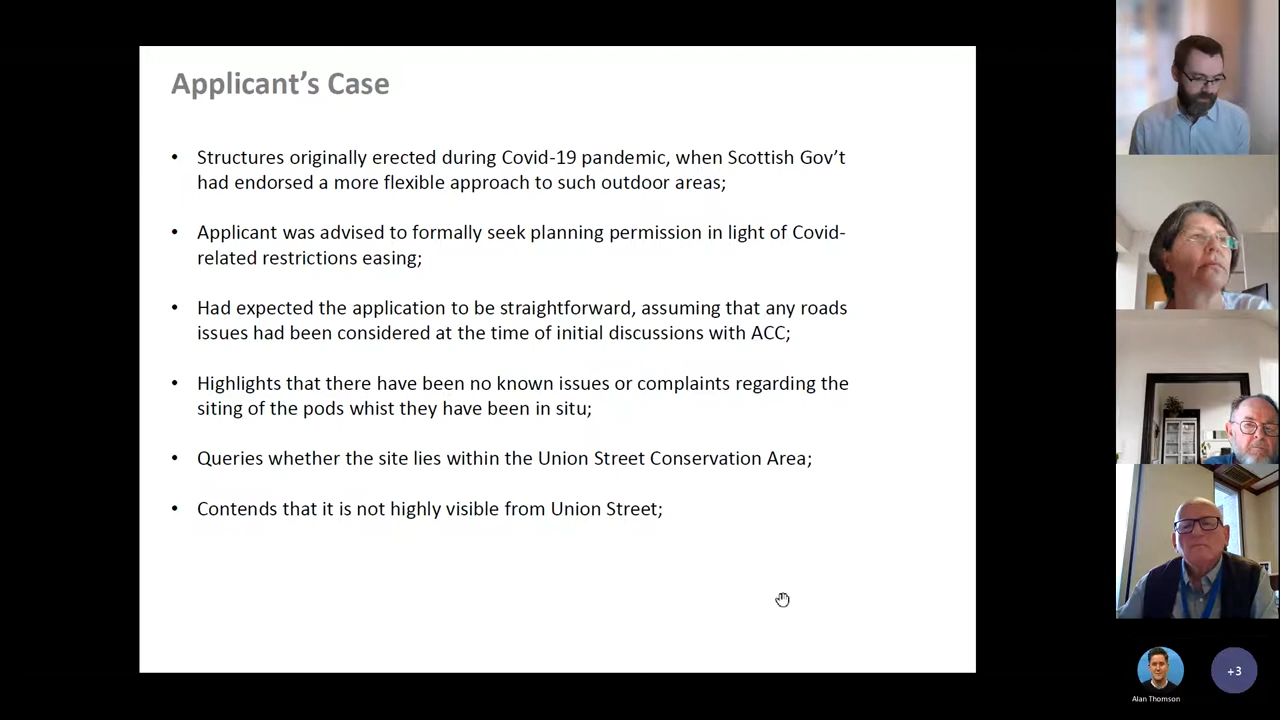 Applicant’s Case
• Structures originally erected during Covid-19 pandemic, when Scottish Gov’t
had endorsed a more flexible approach to such outdoor areas;
• Applicant was advised to formally seek planning permission in light of Covid-
related restrictions easing;
• Had expected the application to be straightforward, assuming that any roads
issues had been considered at the time of initial discussions with ACC;
• Highlights that there have been no known issues or complaints regarding the
siting of the pods whist they have been in situ;
• Queries whether the site lies within the Union Street Conservation Area;
• Contends that it is not highly visible from Union Street;
Alan Thomson
+3